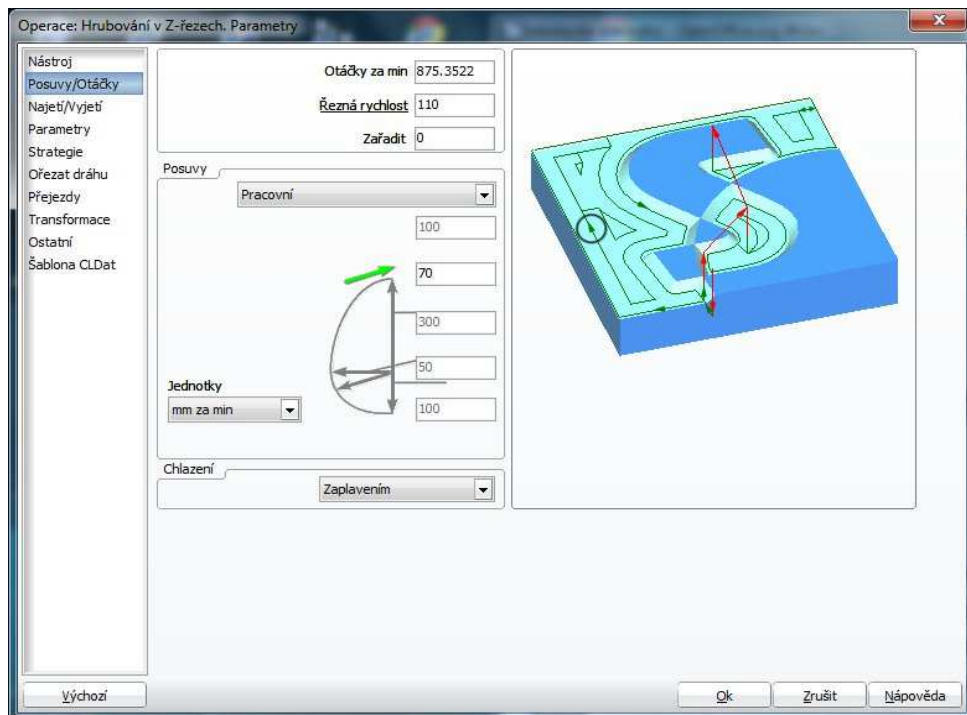 Operace: Hrubování v Z-řezech. Parametry
Nástroj
Posuvy/Otáčky
Najetí/Vyjetí
Parametry
Strategie
Ořezat dráhu
Přejezdy
Transformace
Ostatní
Šablona CLDat
Otáčky za min 875.3522
Řezná rychlost 110
Zařadit 0
Posuvy
Pracovní
100
70
300
50
100
Jednotky
mm za min
Chlazení
Zaplavením
Výchozí
Ok
Zrušit
Nápověda